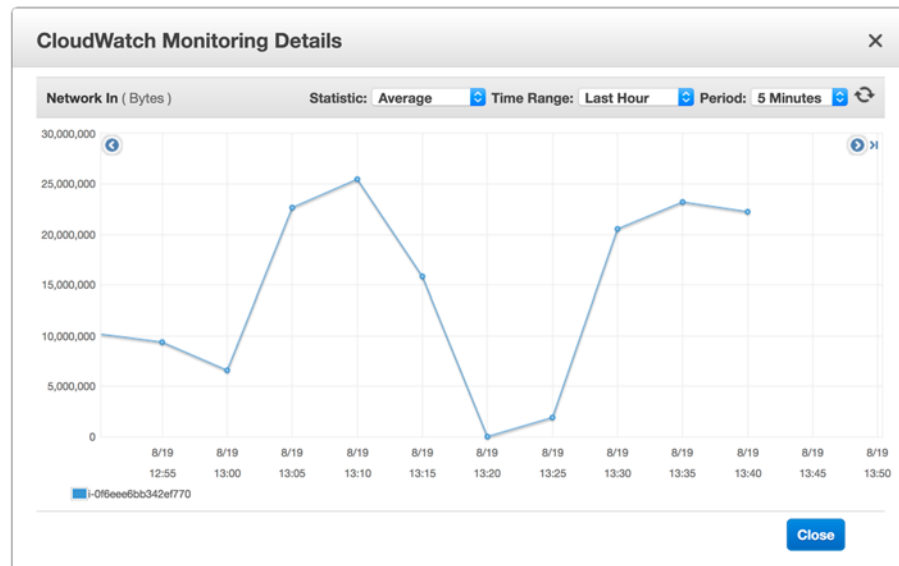 CloudWatch Monitoring Details
Network In ( Bytes ) Statistic: Average Time Range: Last Hour Period: 5 Minutes
30,000,000
25,000,000
20,000,000
15,000,000
10,000,000
5,000,000
0
8/19 8/19 8/19 8/19 8/19 8/19 8/19 8/19 8/19 8/19 8/19 8/19
12:55 13:00 13:05 13:10 13:15 13:20 13:25 13:30 13:35 13:40 13:45 13:50
i-0f6eee6bb342ef770
Close